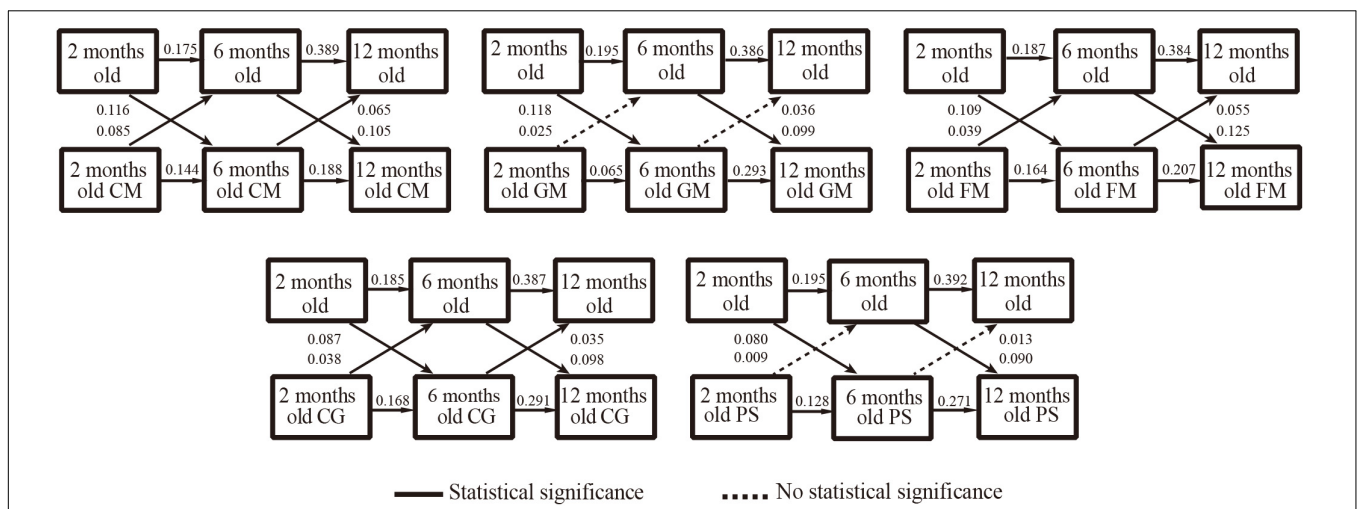 2 months
old
0.175
6 months
old
0.389
12 months
old
0.116
0.085
0.065
0.105
2 months
old CM
0.144
6 months
old CM
0.188
12 months
old CM
2 months
old
0.195
6 months
old
0.386
12 months
old
0.118
0.025
0.036
0.099
2 months
old GM
0.065
6 months
old GM
0.293
12 months
old GM
2 months
old
0.187
6 months
old
0.384
12 months
old
0.109
0.039
0.055
0.125
2 months
old FM
0.164
6 months
old FM
0.207
12 months
old FM
2 months
old
0.185
6 months
old
0.387
12 months
old
0.087
0.038
0.035
0.098
2 months
old CG
0.168
6 months
old CG
0.291
12 months
old CG
2 months
old
0.195
6 months
old
0.392
12 months
old
0.080
0.009
0.013
0.090
2 months
old PS
0.128
6 months
old PS
0.271
12 months
old PS
Statistical significance
No statistical significance